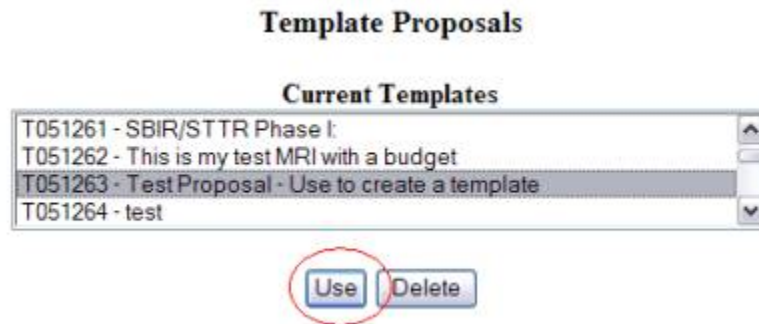 Template Proposals
Current Templates
T051261 - SBIR/STTR Phase I:
T051262 - This is my test MRI with a budget
T051263 - Test Proposal - Use to create a template
T051264 - test
Use Delete